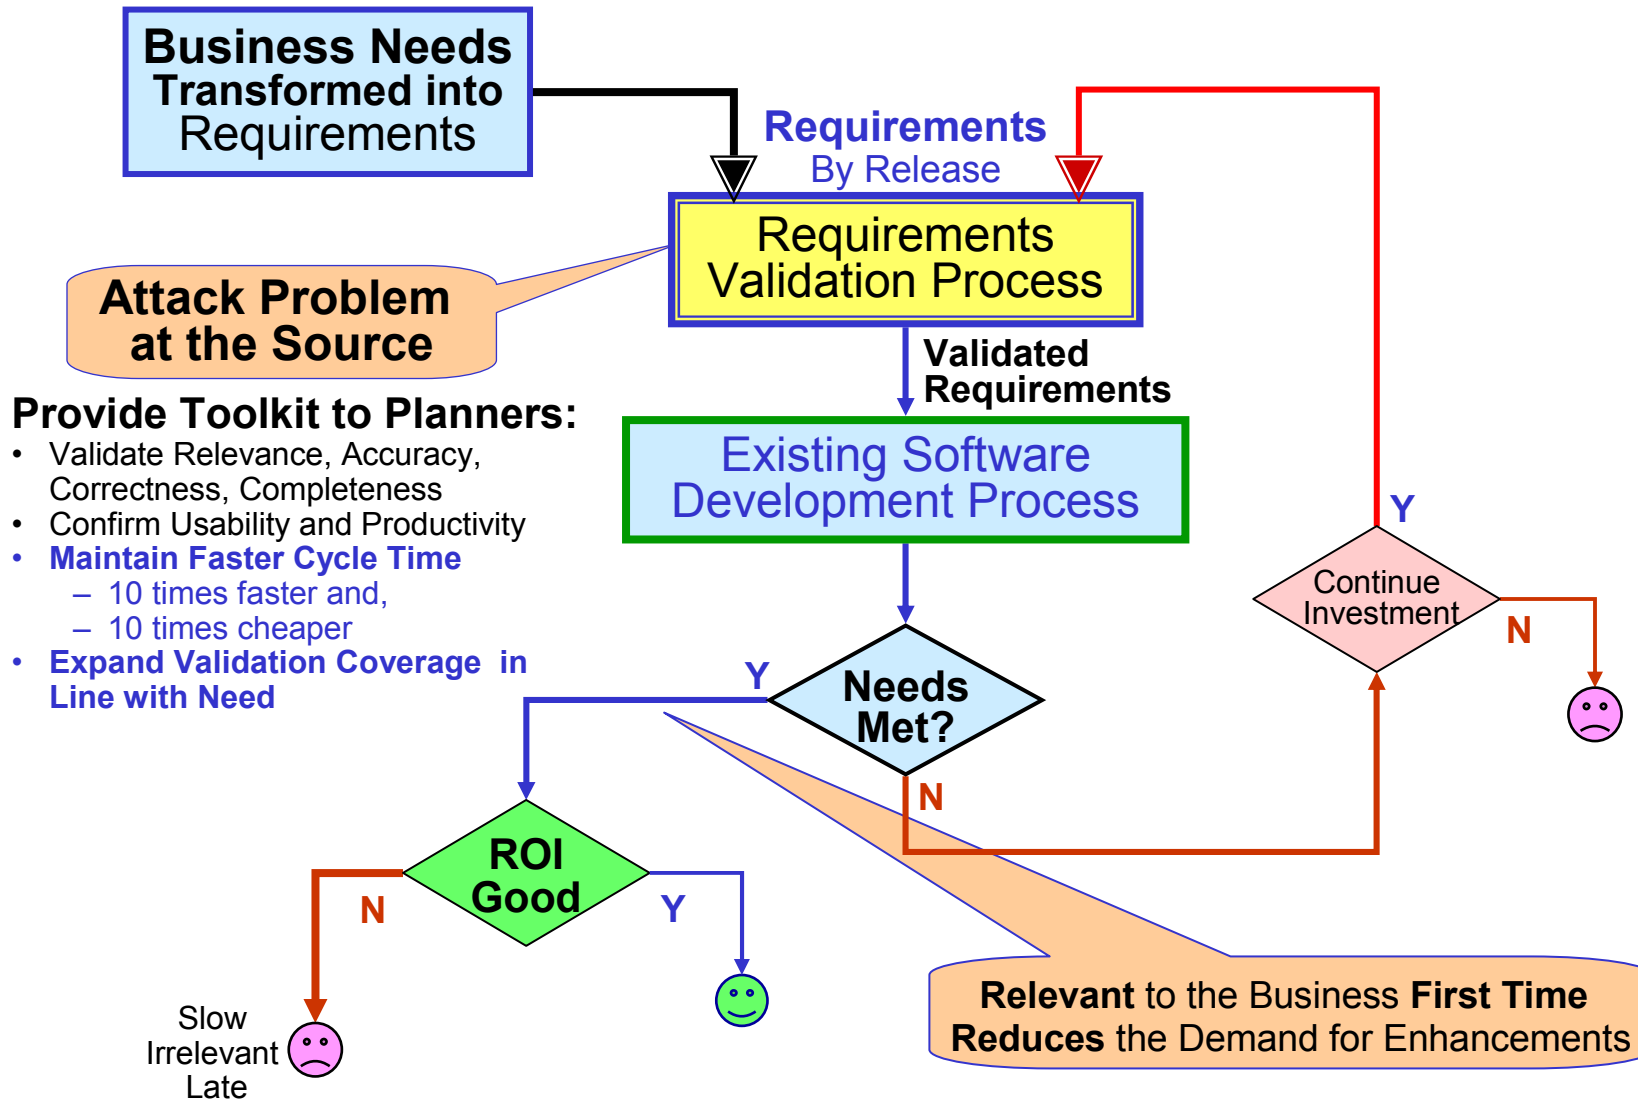 Business Needs
Transformed into
Requirements
Requirements
By Release
Requirements
Validation Process
Attack Problem
at the Source
Validated
Requirements
Provide Toolkit to Planners:
• Validate Relevance, Accuracy,
Correctness, Completeness
• Confirm Usability and Productivity
• Maintain Faster Cycle Time
– 10 times faster and,
– 10 times cheaper
• Expand Validation Coverage in
Line with Need
Existing Software
Development Process
Y
Continue
Investment
N
Y
Needs
Met?
N
ROI
Good
N
Y
Slow
Irrelevant
Late
Relevant to the Business First Time
Reduces the Demand for Enhancements